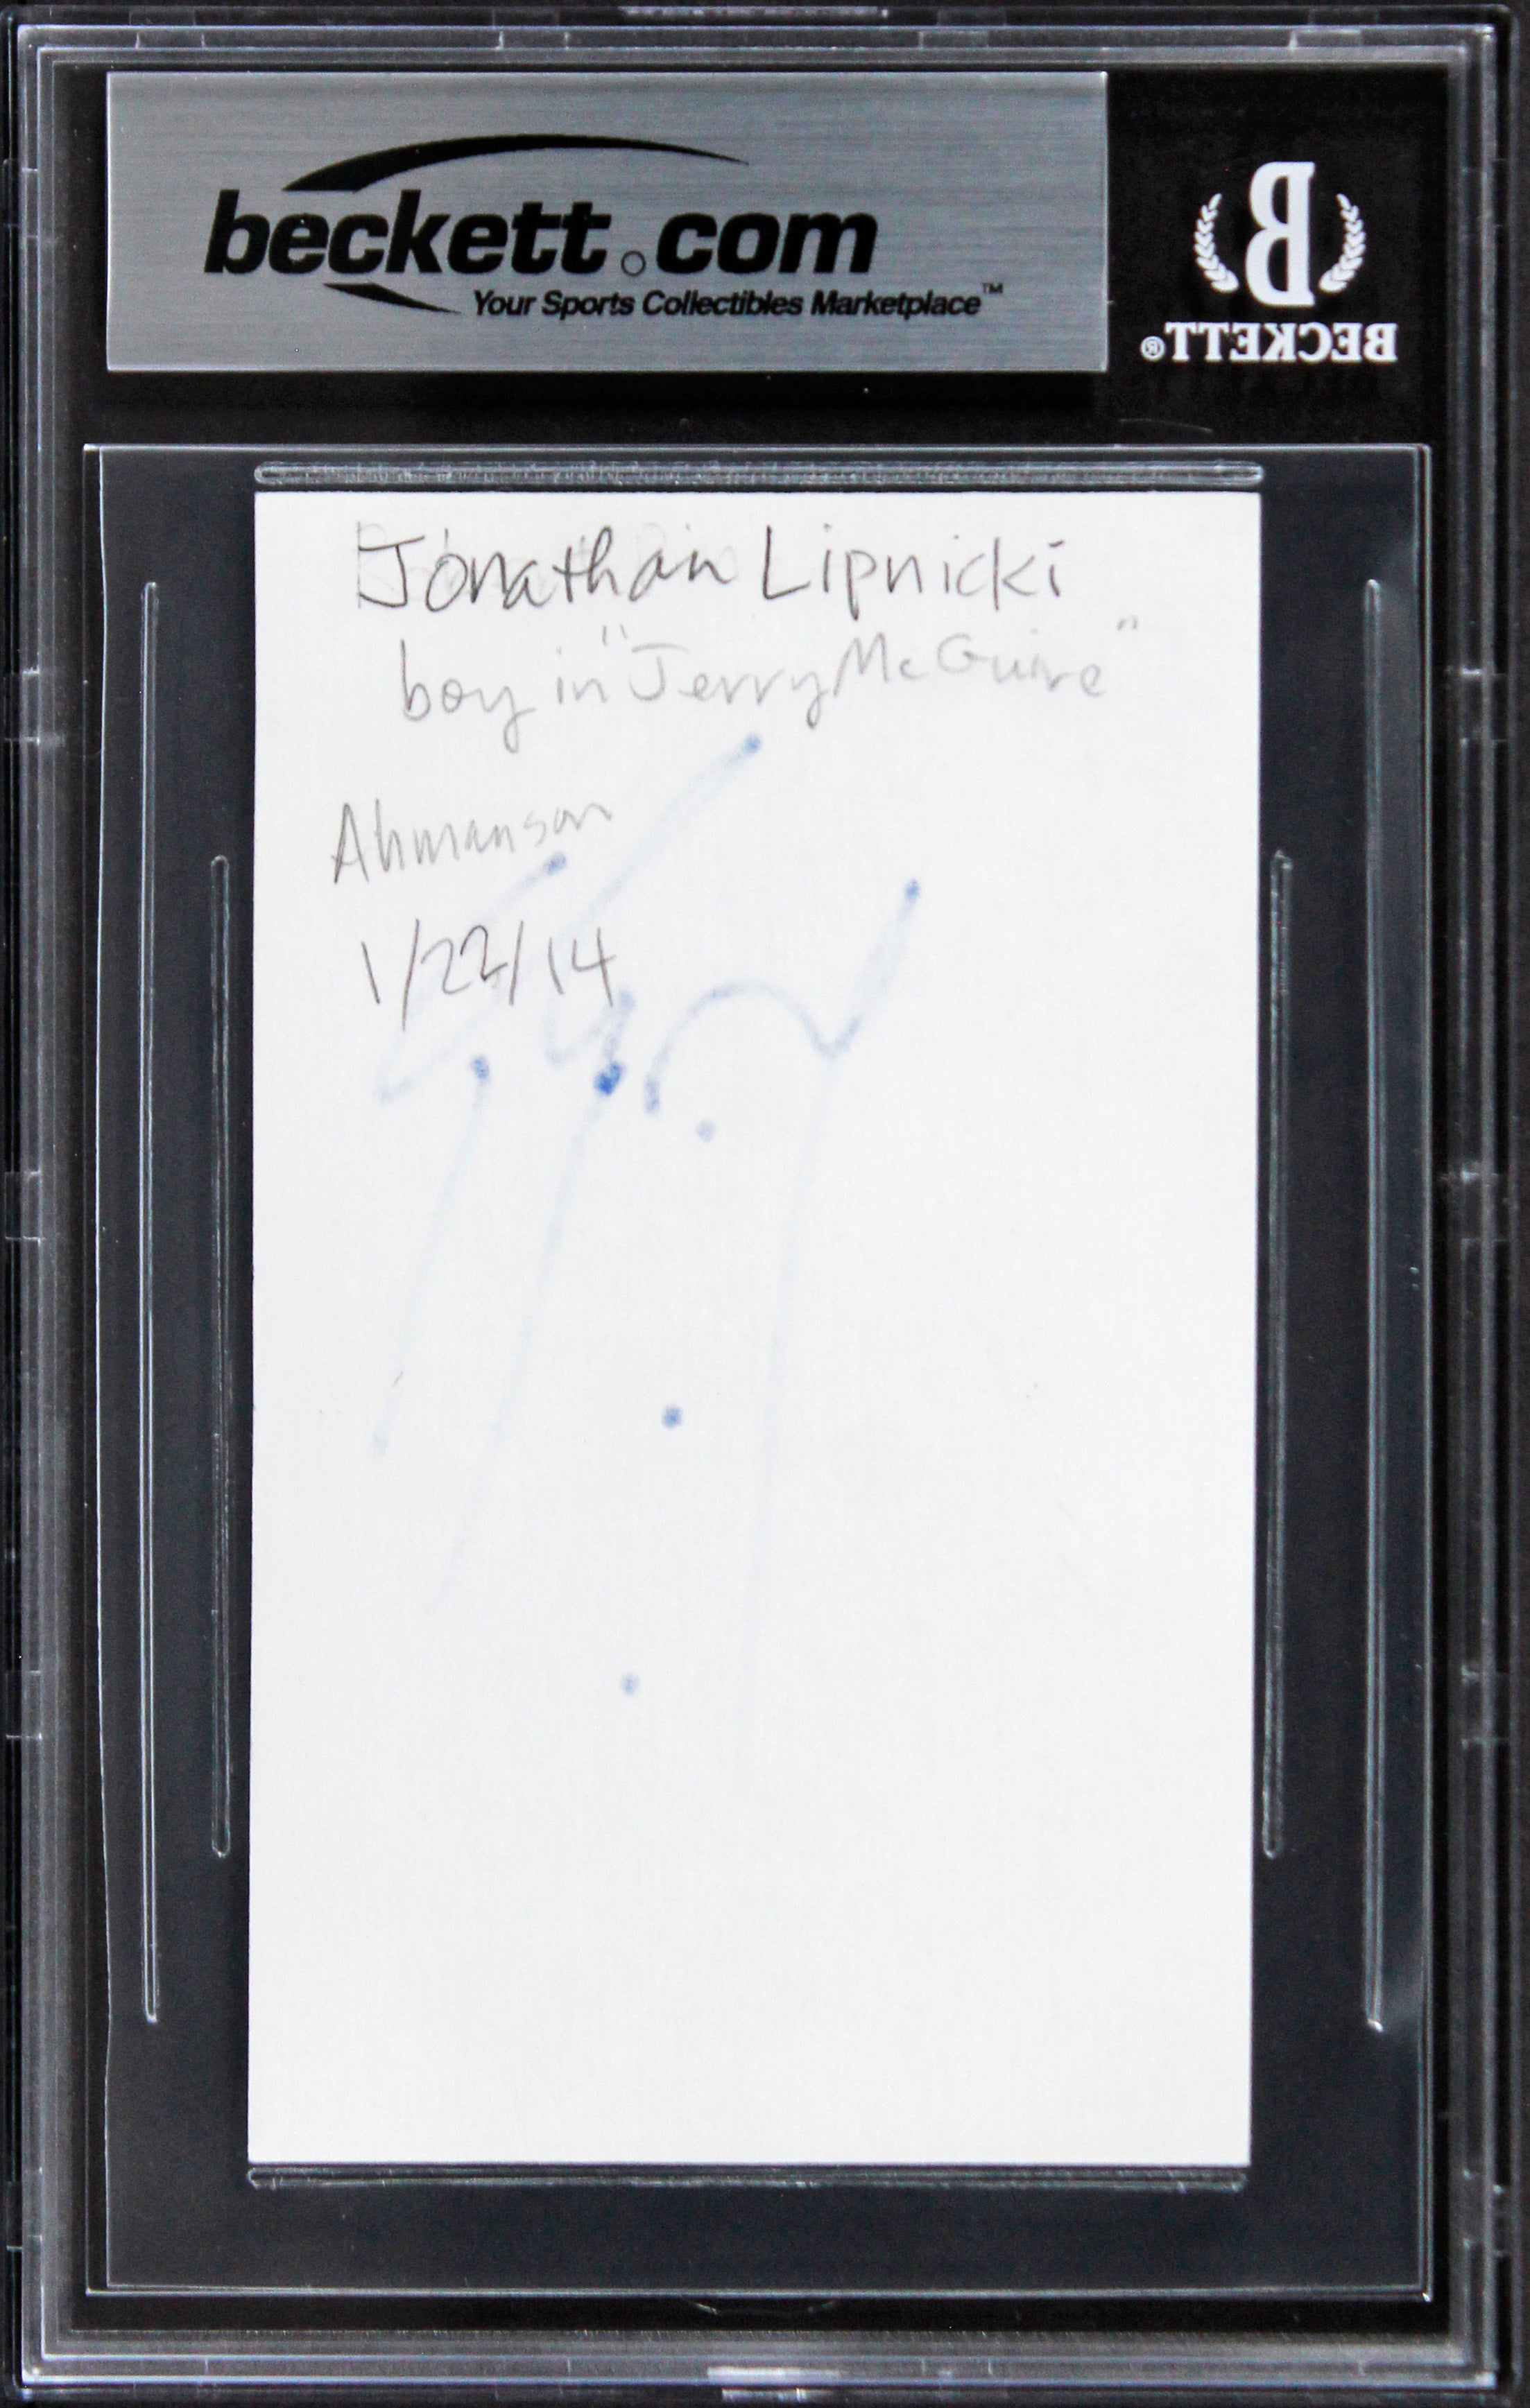 beckett.com
Your Sports Collectibles Marketplace™
BECKETT®
Jonathan Lipnicki
boy in "Jerry McGuire"
Ahmanson
1/22/14